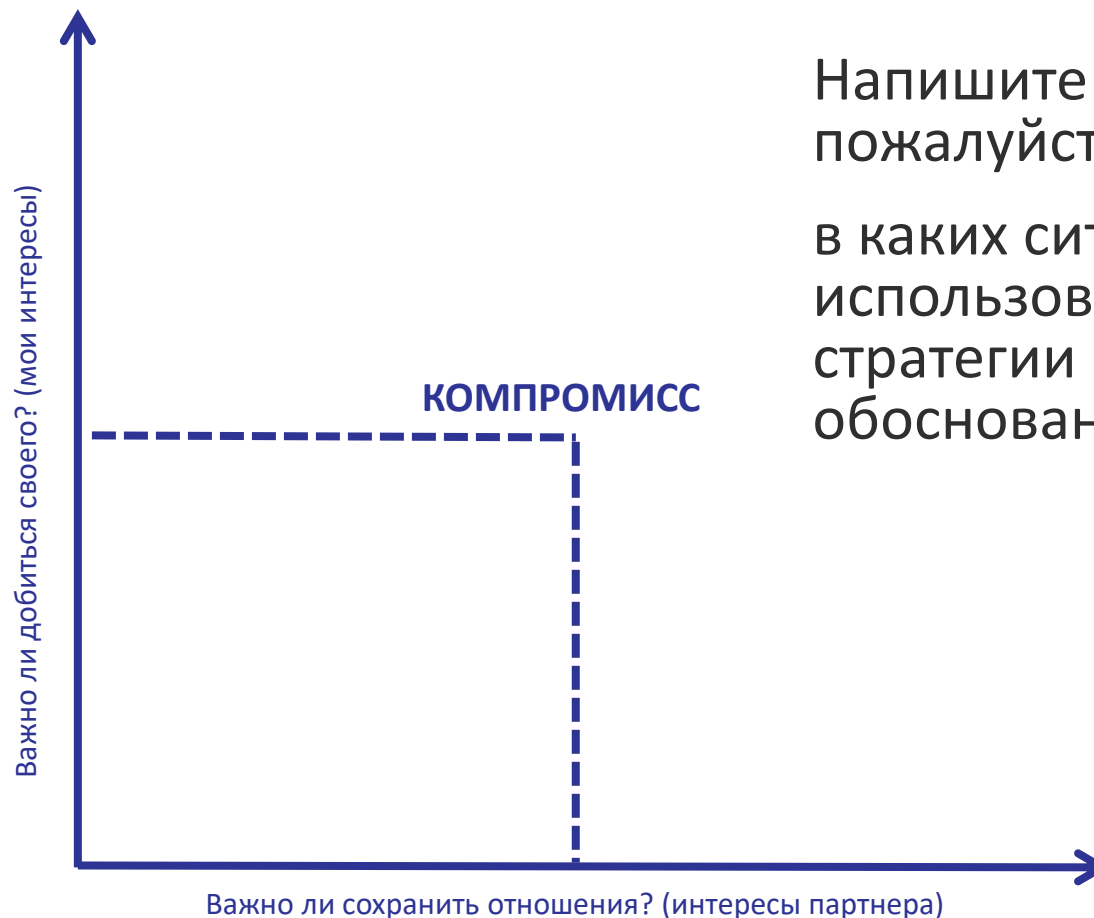 Напишите
пожалуйст
в каких сит
использов
стратегии
обоснован
Важно ли добиться своего? (мои интересы)
КОМПРОМИСС
Важно ли сохранить отношения? (интересы партнера)